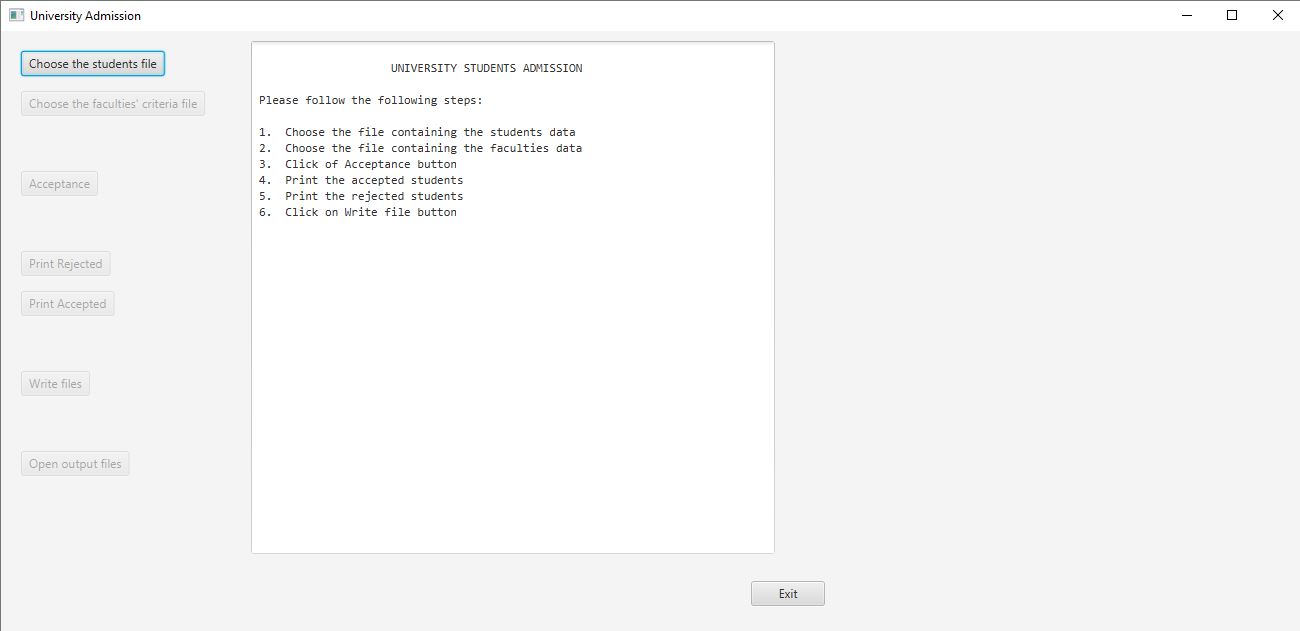 University Admission
Choose the students file
Choose the faculties' criteria file
Acceptance
Print Rejected
Print Accepted
Write files
Open output files
UNIVERSITY STUDENTS ADMISSION
Please follow the following steps:
1. Choose the file containing the students data
2. Choose the file containing the faculties data
3. Click of Acceptance button
4. Print the accepted students
5. Print the rejected students
6. Click on Write file button
Exit